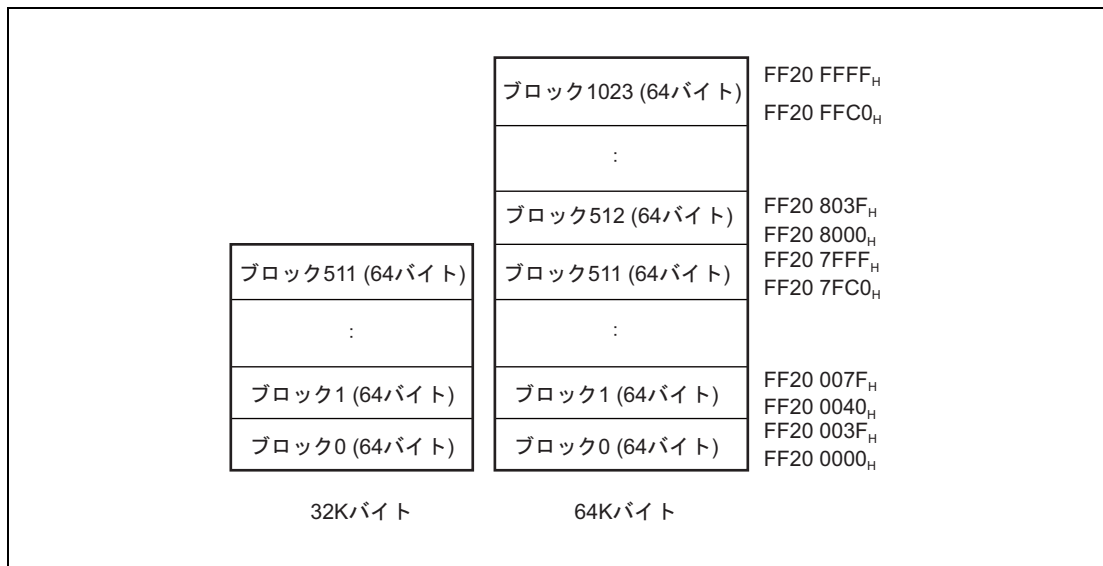 ブロック1023 (64バイト)
FF20 FFFFH
FF20 FFC0H
:
ブロック512 (64バイト)
FF20 803FH
FF20 8000H
ブロック511 (64バイト)
ブロック511 (64バイト)
FF20 7FFFH
FF20 7FC0H
:
:
ブロック1 (64バイト)
ブロック1 (64バイト)
FF20 007FH
FF20 0040H
ブロック0 (64バイト)
ブロック0 (64バイト)
FF20 003FH
FF20 0000H
32Kバイト
64Kバイト